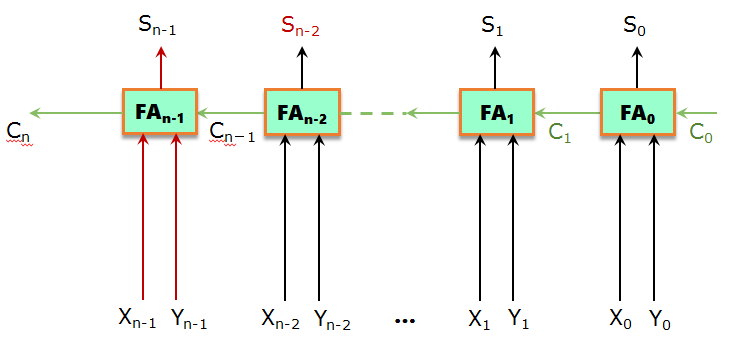 Sn-1 Sn-2 S1 S0
FAn-1 FAn-2 FA1 FA0
Cn Cn-1 C1 C0
Xn-1 Yn-1 Xn-2 Yn-2 ... X1 Y1 X0 Y0